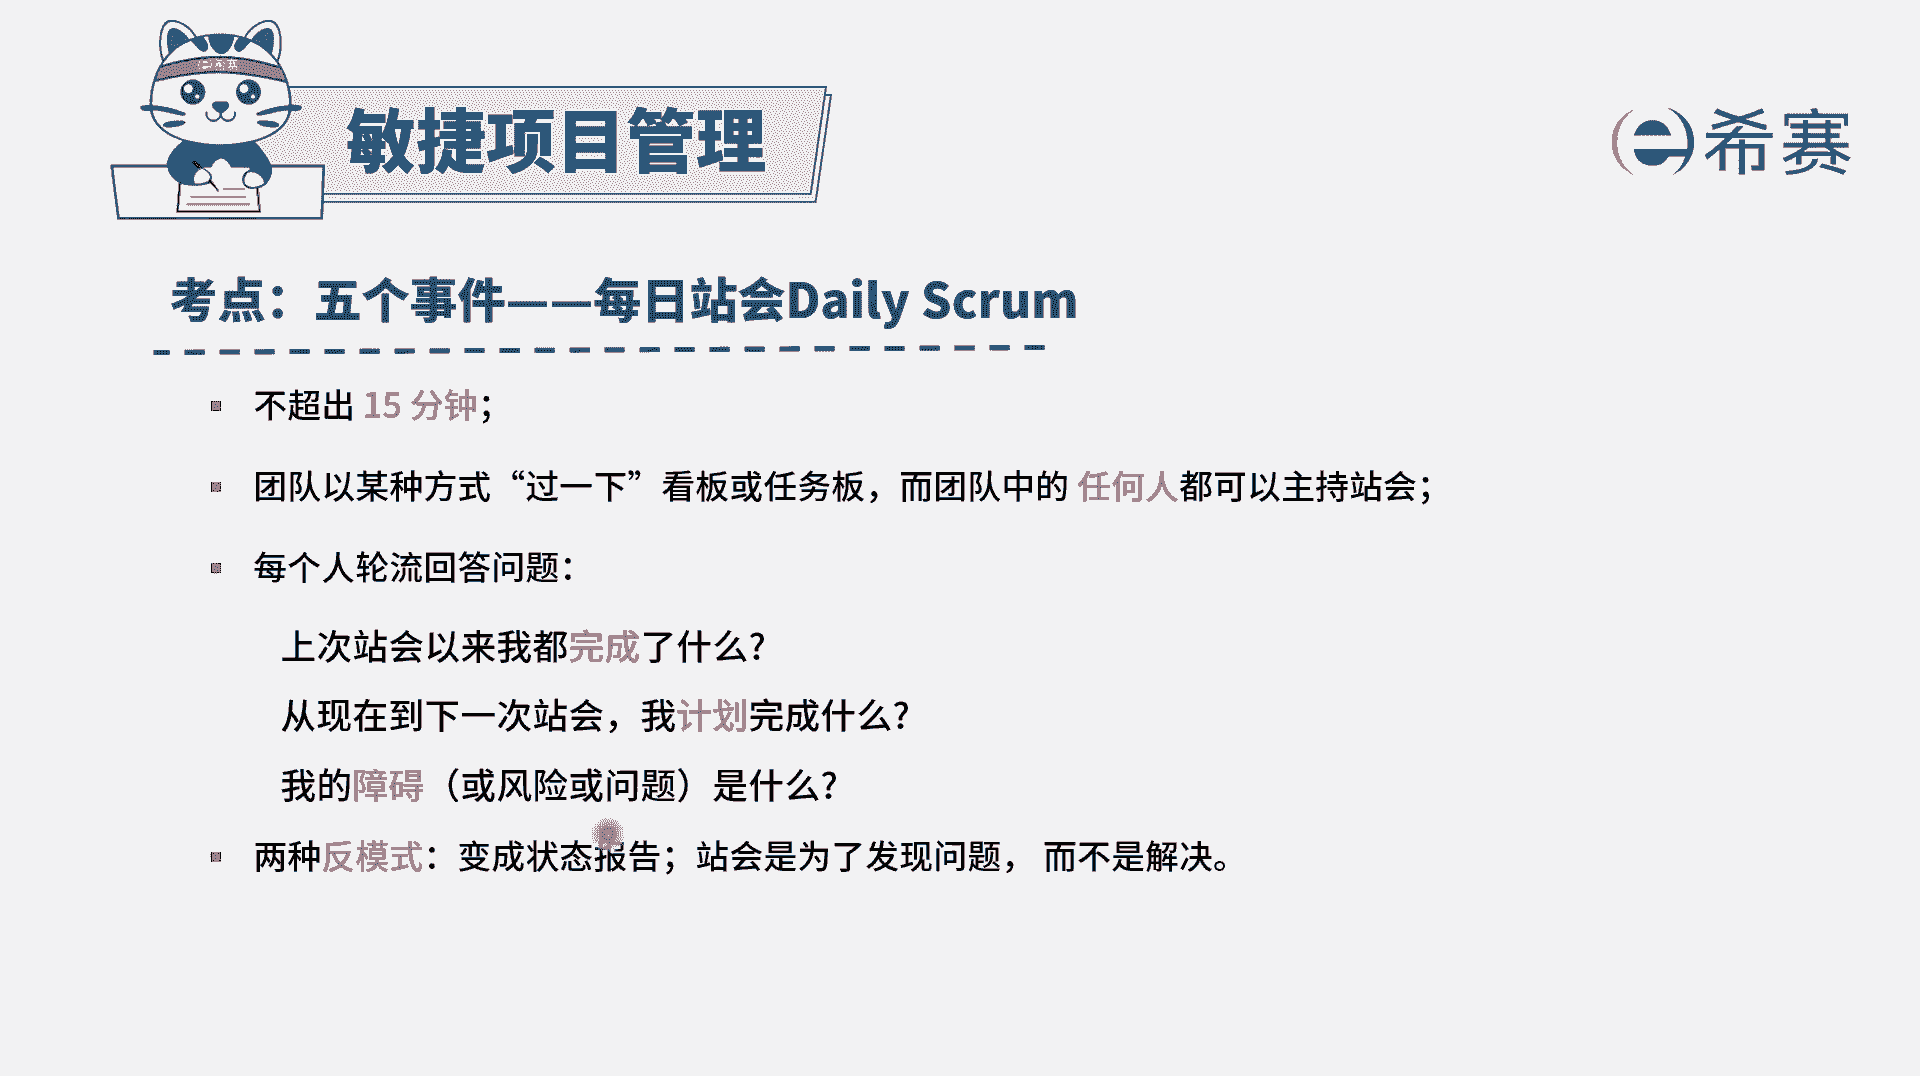 敏捷项目管理
希赛
考点：五个事件——每日站会Daily Scrum
不超出 15 分钟；
团队以某种方式“过一下”看板或任务板，而团队中的 任何人都可以主持站会；
每个人轮流回答问题：
上次站会以来我都完成了什么?
从现在到下一次站会，我计划完成什么?
我的障碍（或风险或问题）是什么?
两种反模式：变成状态报告；站会是为了发现问题， 而不是解决。